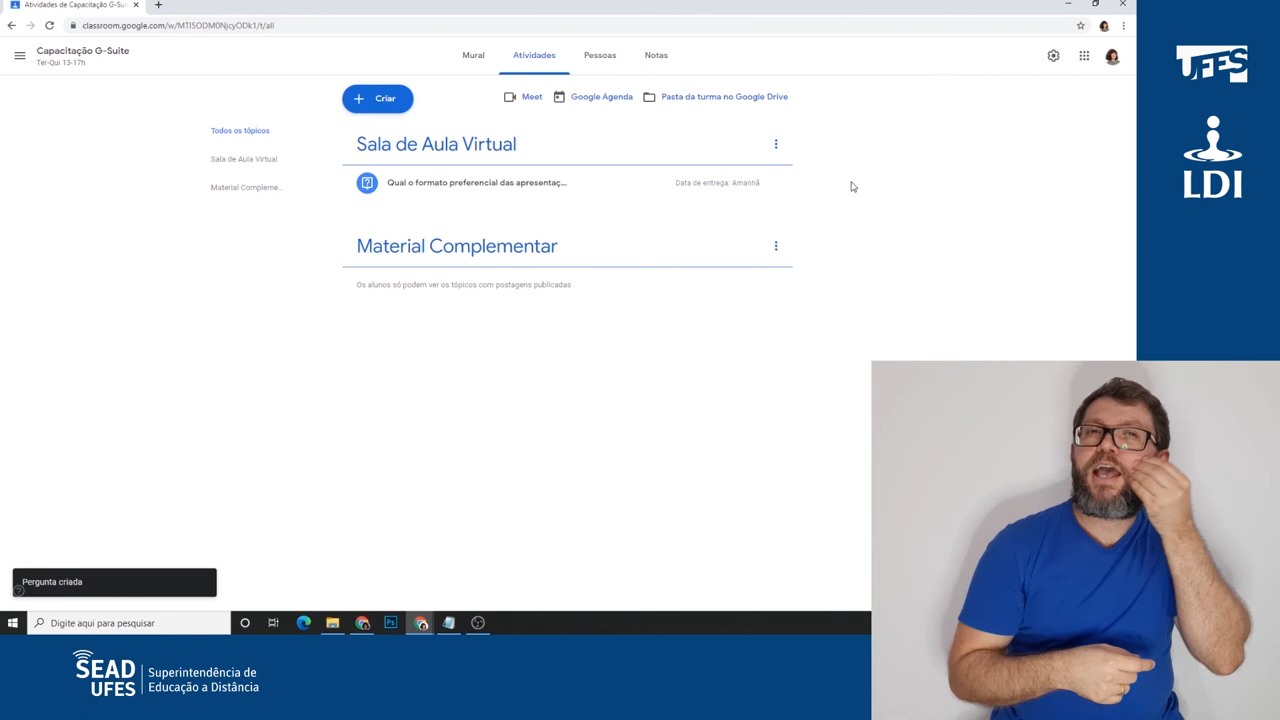 Atividades de Capacitação G-Su
classroom.google.com/w/MTI5ODM0NjcyODk1/t/all
Capacitação G-Suite
Ter-Qui 13-17h
Mural
Atividades
Pessoas
Notas
Criar
Meet
Google Agenda
Pasta da turma no Google Drive
Todos os tópicos
Sala de Aula Virtual
Material Compleme...
Sala de Aula Virtual
Qual o formato preferencial das apresentaç...
Data de entrega: Amanhã
Material Complementar
Os alunos só podem ver os tópicos com postagens publicadas
Pergunta criada
Digite aqui para pesquisar
Ps
UFES
LDI
SEAD
UFES
Superintendência de
Educação a Distância